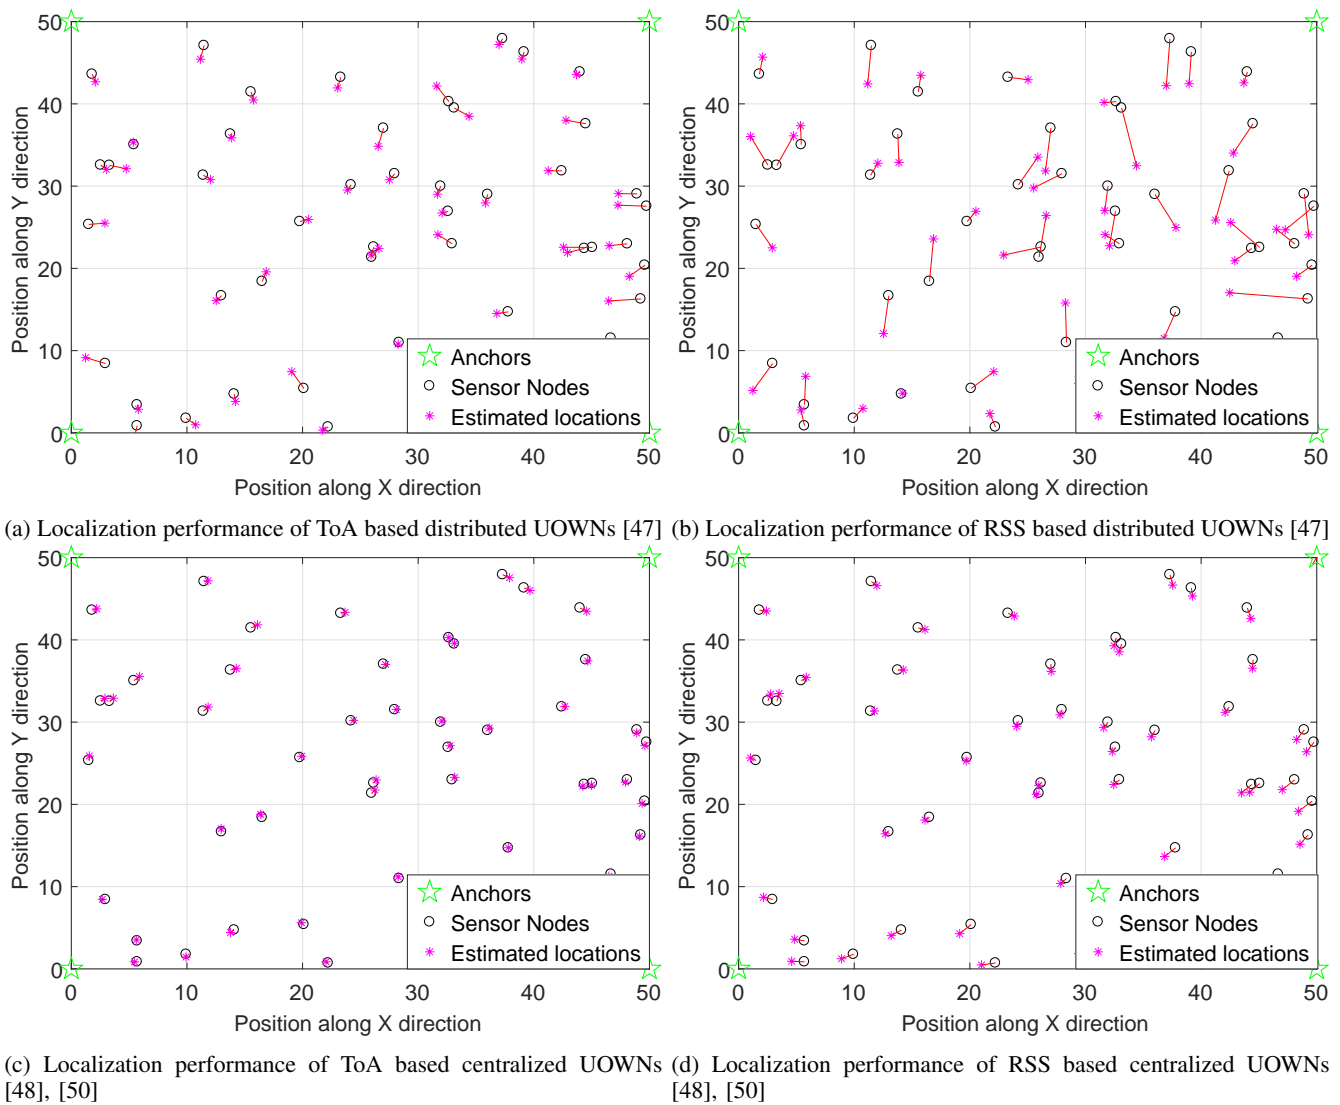 50
40
30
20
10
0
Position along Y direction
Anchors
Sensor Nodes
Estimated locations
0 10 20 30 40 50
Position along X direction
(a) Localization performance of ToA based distributed UOWNs [47]
50
40
30
20
10
0
Position along Y direction
Anchors
Sensor Nodes
Estimated locations
0 10 20 30 40 50
Position along X direction
(b) Localization performance of RSS based distributed UOWNs [47]
50
40
30
20
10
0
Position along Y direction
Anchors
Sensor Nodes
Estimated locations
0 10 20 30 40 50
Position along X direction
(c) Localization performance of ToA based centralized UOWNs
[48], [50]
50
40
30
20
10
0
Position along Y direction
Anchors
Sensor Nodes
Estimated locations
0 10 20 30 40 50
Position along X direction
(d) Localization performance of RSS based centralized UOWNs
[48], [50]